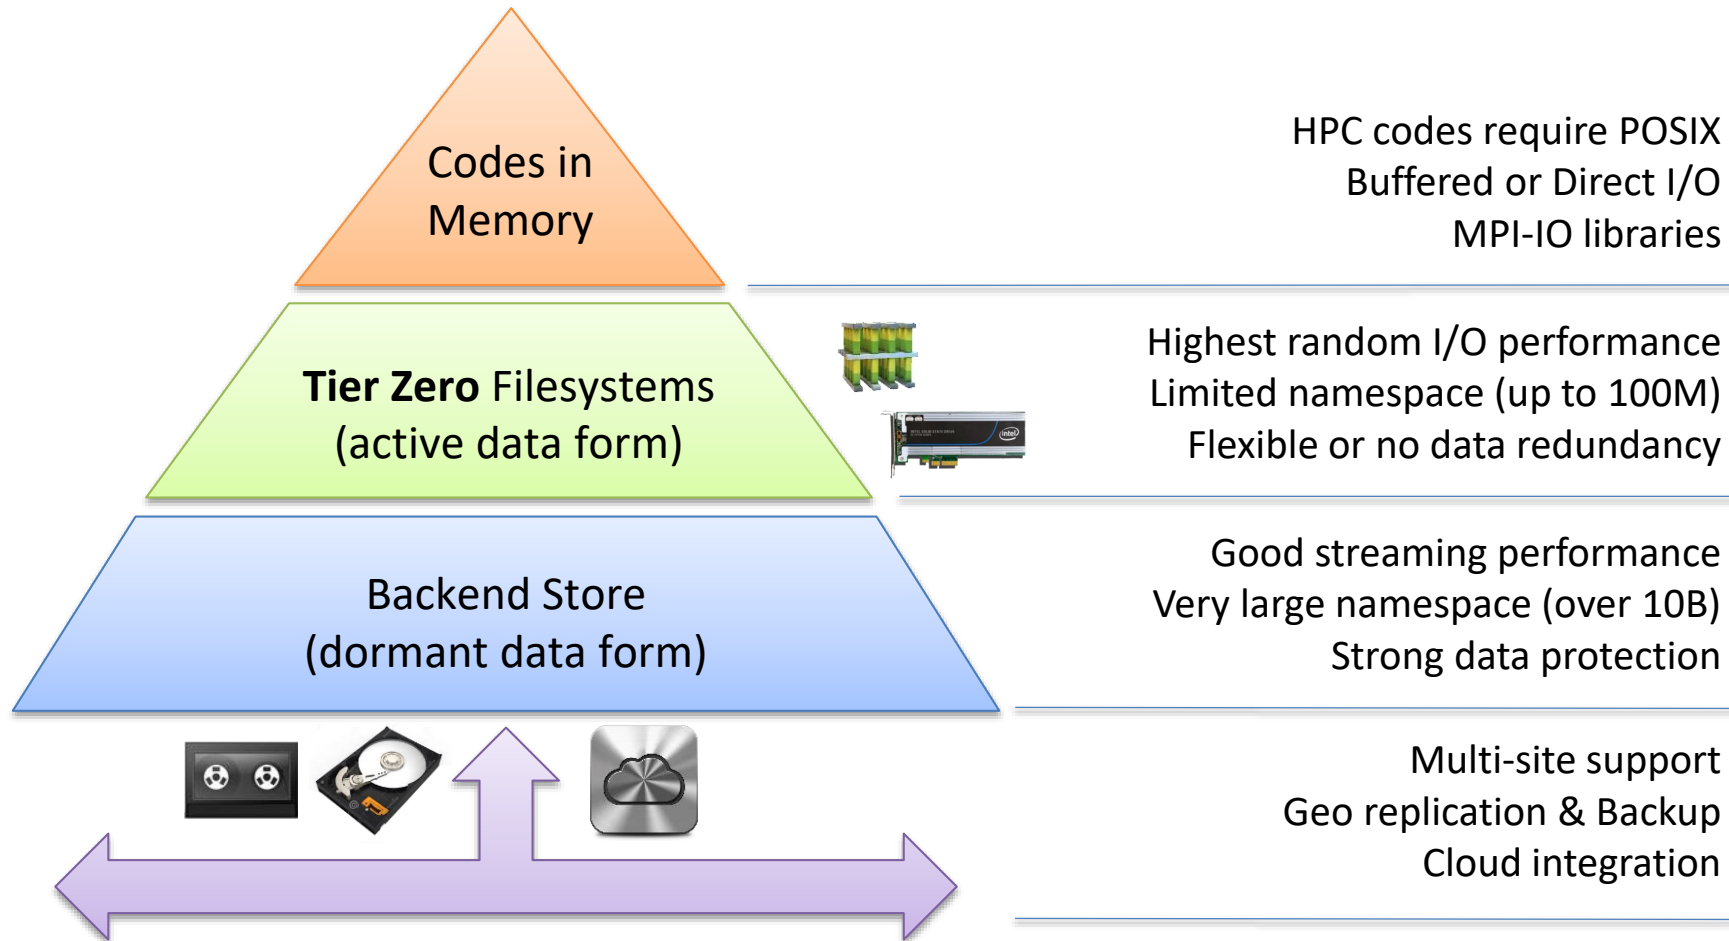 Codes in
Memory
HPC codes require POSIX
Buffered or Direct I/O
MPI-IO libraries
Tier Zero Filesystems
(active data form)
intel
Highest random I/O performance
Limited namespace (up to 100M)
Flexible or no data redundancy
Backend Store
(dormant data form)
Good streaming performance
Very large namespace (over 10B)
Strong data protection
Multi-site support
Geo replication & Backup
Cloud integration